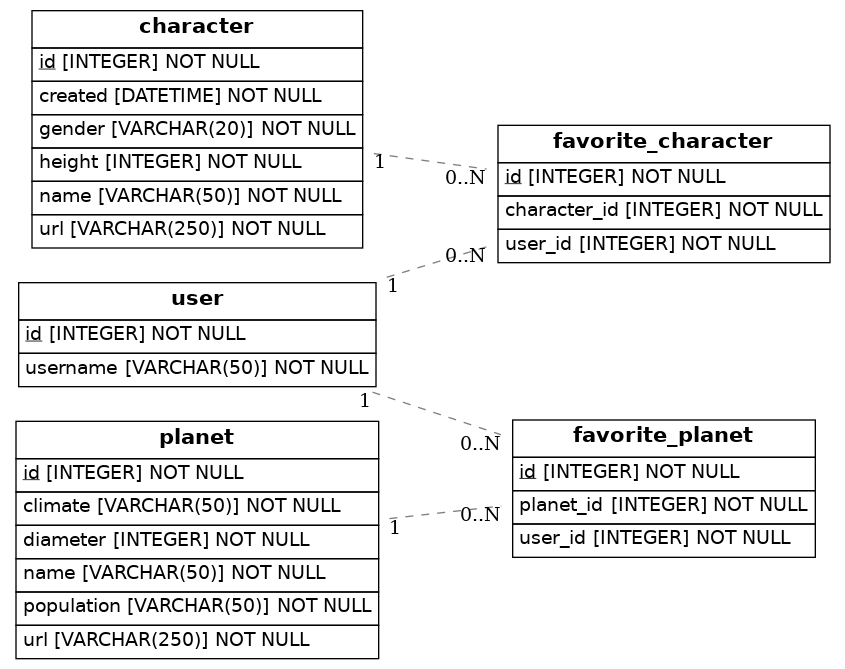 character
id [INTEGER] NOT NULL
created [DATETIME] NOT NULL
gender [VARCHAR(20)] NOT NULL
height [INTEGER] NOT NULL
name [VARCHAR(50)] NOT NULL
url [VARCHAR(250)] NOT NULL
1
0..N
favorite_character
id [INTEGER] NOT NULL
character_id [INTEGER] NOT NULL
user_id [INTEGER] NOT NULL
0..N
1
user
id [INTEGER] NOT NULL
username [VARCHAR(50)] NOT NULL
1
0..N
planet
id [INTEGER] NOT NULL
climate [VARCHAR(50)] NOT NULL
diameter [INTEGER] NOT NULL
name [VARCHAR(50)] NOT NULL
population [VARCHAR(50)] NOT NULL
url [VARCHAR(250)] NOT NULL
1
0..N
favorite_planet
id [INTEGER] NOT NULL
planet_id [INTEGER] NOT NULL
user_id [INTEGER] NOT NULL